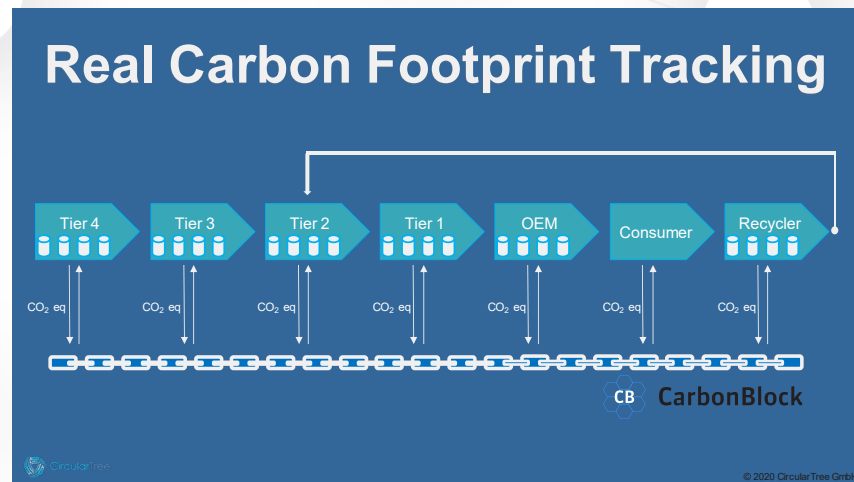 Real Carbon Footprint Tracking
Tier 4
Tier 3
Tier 2
Tier 1
OEM
Consumer
Recycler
CO₂ eq
CO₂ eq
CO₂ eq
CO₂ eq
CO₂ eq
CO₂ eq
CO₂ eq
CB CarbonBlock
CircularTree
© 2020 CircularTree GmbH